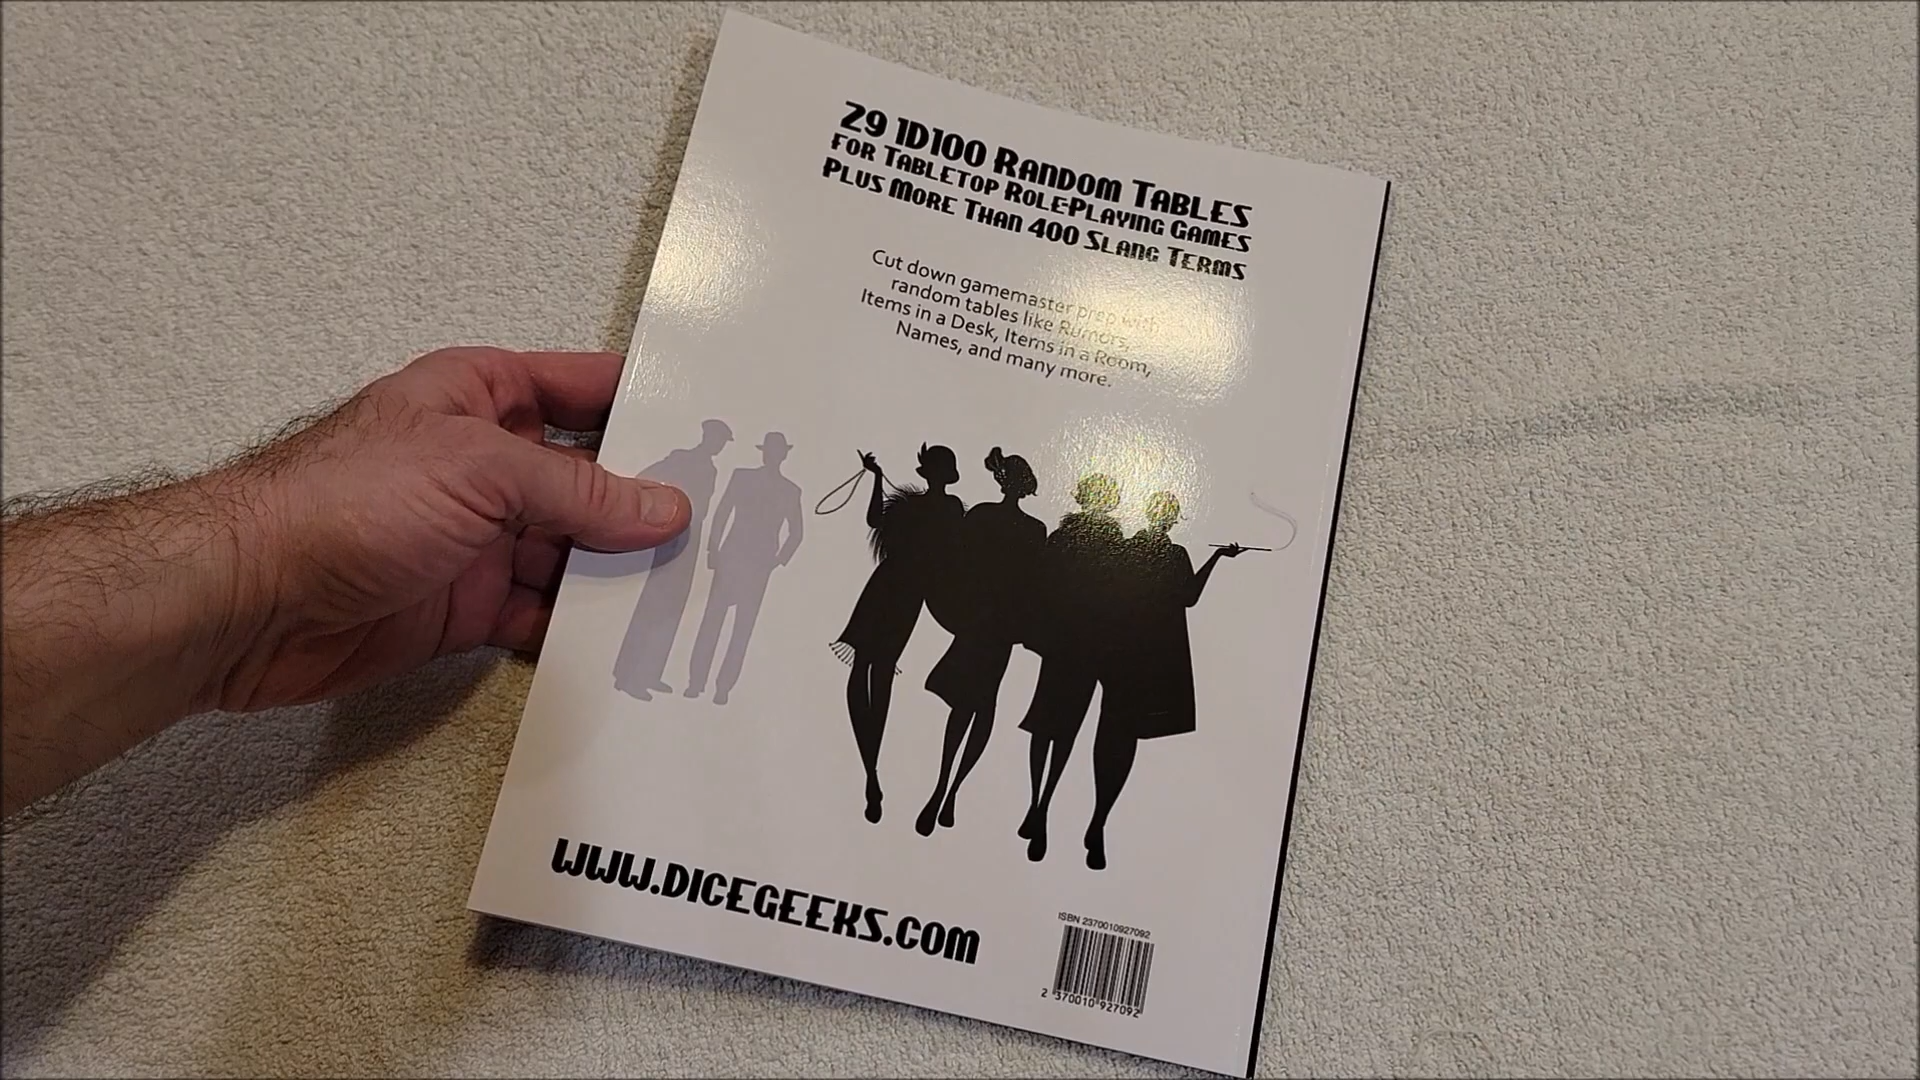 29 1D100 Random Tables
for Tabletop Role-Playing Games
Plus More Than 400 Slang Terms
Cut down gamemaster prep with
random tables like Rumors,
Items in a Desk, Items in a Room,
Names, and many more.
www.dicegeeks.com
ISBN 2370010927092
2 370010 927092